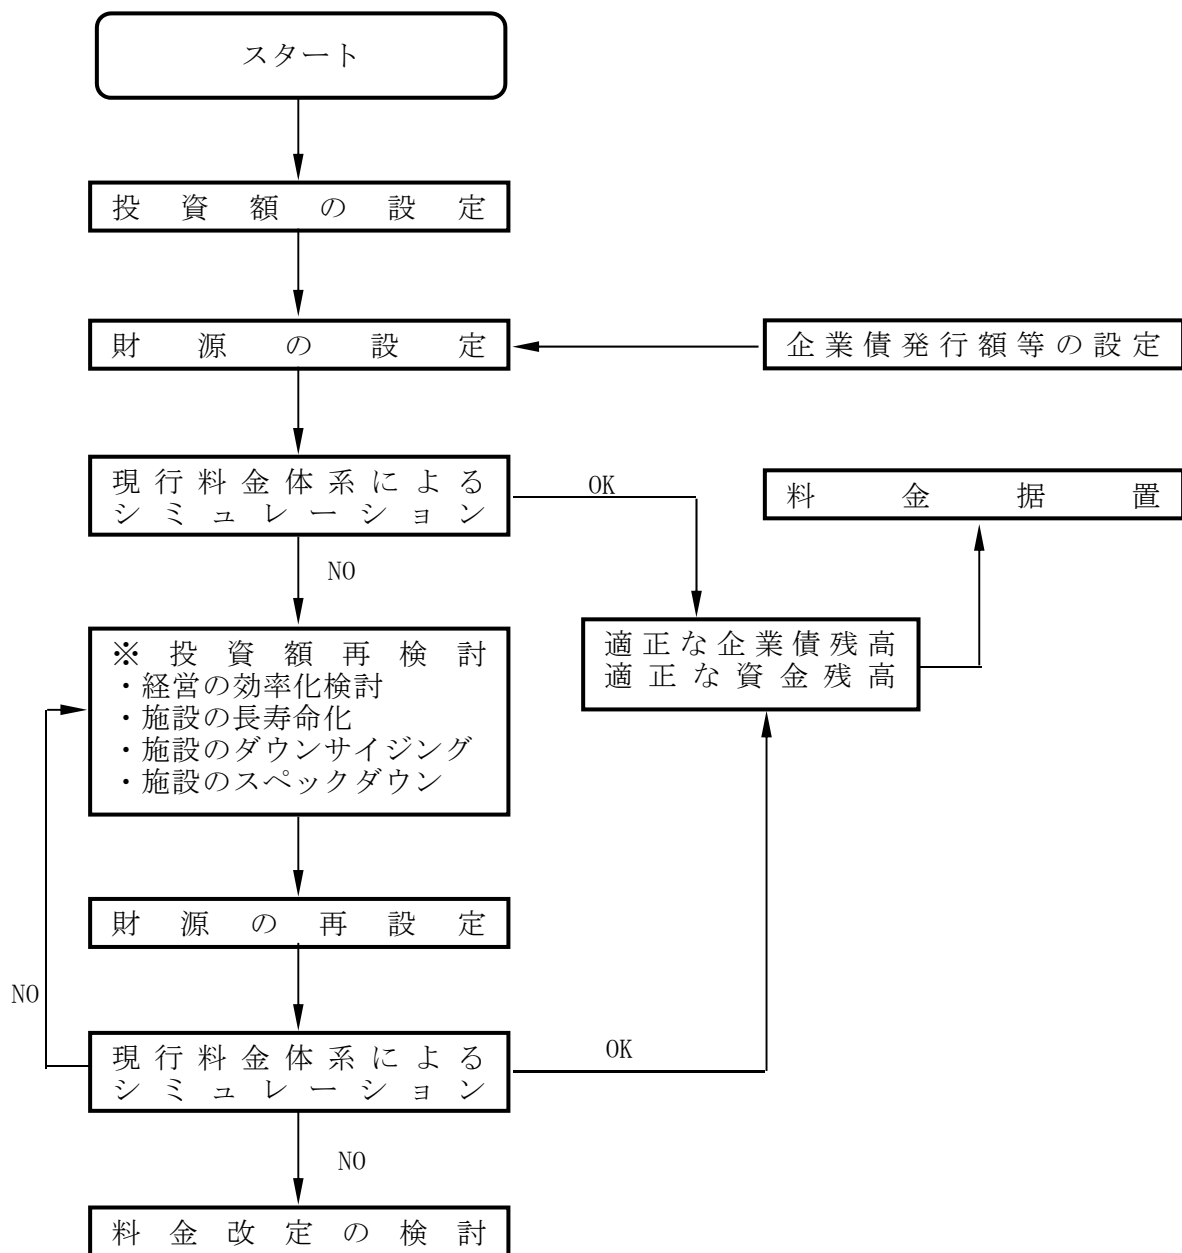 スタート
投資額の設定
財源の設定
企業債発行額等の設定
現行料金体系による
シミュレーション
OK
料金据置
NO
適正な企業債残高
適正な資金残高
※投資額再検討
・経営の効率化検討
・施設の長寿命化
・施設のダウンサイジング
・施設のスペックダウン
財源の再設定
NO
現行料金体系による
シミュレーション
OK
NO
料金改定の検討